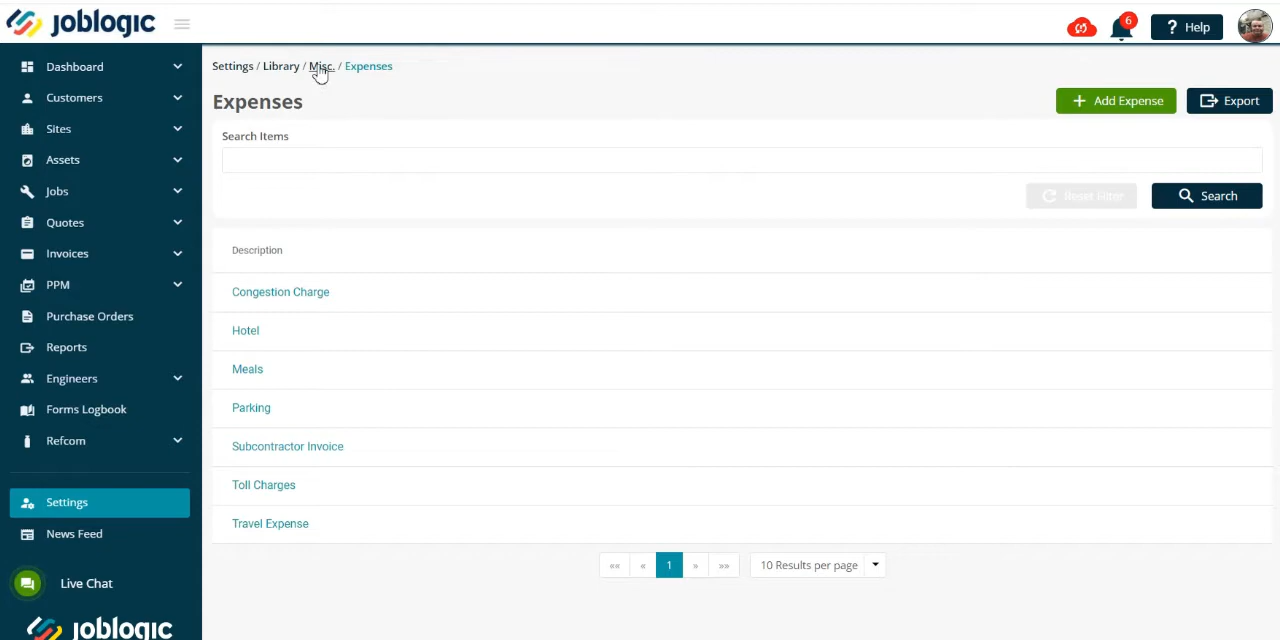 joblogic
6
? Help
Dashboard
Customers
Sites
Assets
Jobs
Quotes
Invoices
PPM
Purchase Orders
Reports
Engineers
Forms Logbook
Refcom
Settings
News Feed
Live Chat
joblogic
Settings / Library / Misc. / Expenses
Expenses
+ Add Expense
Export
Search Items
Reset Filter
Search
Description
Congestion Charge
Hotel
Meals
Parking
Subcontractor Invoice
Toll Charges
Travel Expense
«« « 1 » »»
10 Results per page